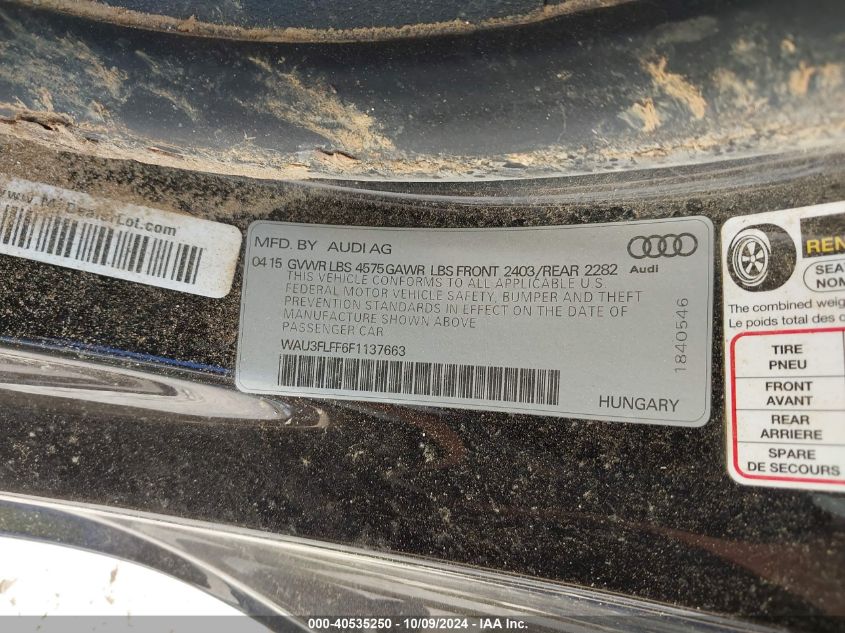 www.MyDealerLot.com
MFD. BY AUDI AG
04 15 GVWR LBS 4575 GAWR LBS FRONT 2403/REAR 2282
THIS VEHICLE CONFORMS TO ALL APPLICABLE U.S.
FEDERAL MOTOR VEHICLE SAFETY, BUMPER AND THEFT
PREVENTION STANDARDS IN EFFECT ON THE DATE OF
MANUFACTURE SHOWN ABOVE
PASSENGER CAR
WAU3FLFF6F1137663
HUNGARY
Audi
1840546
REN
SEA
NOM
The combined weig
Le poids total des c
TIRE
PNEU
FRONT
AVANT
REAR
ARRIERE
SPARE
DE SECOURS
000-40535250 - 10/09/2024 - IAA Inc.